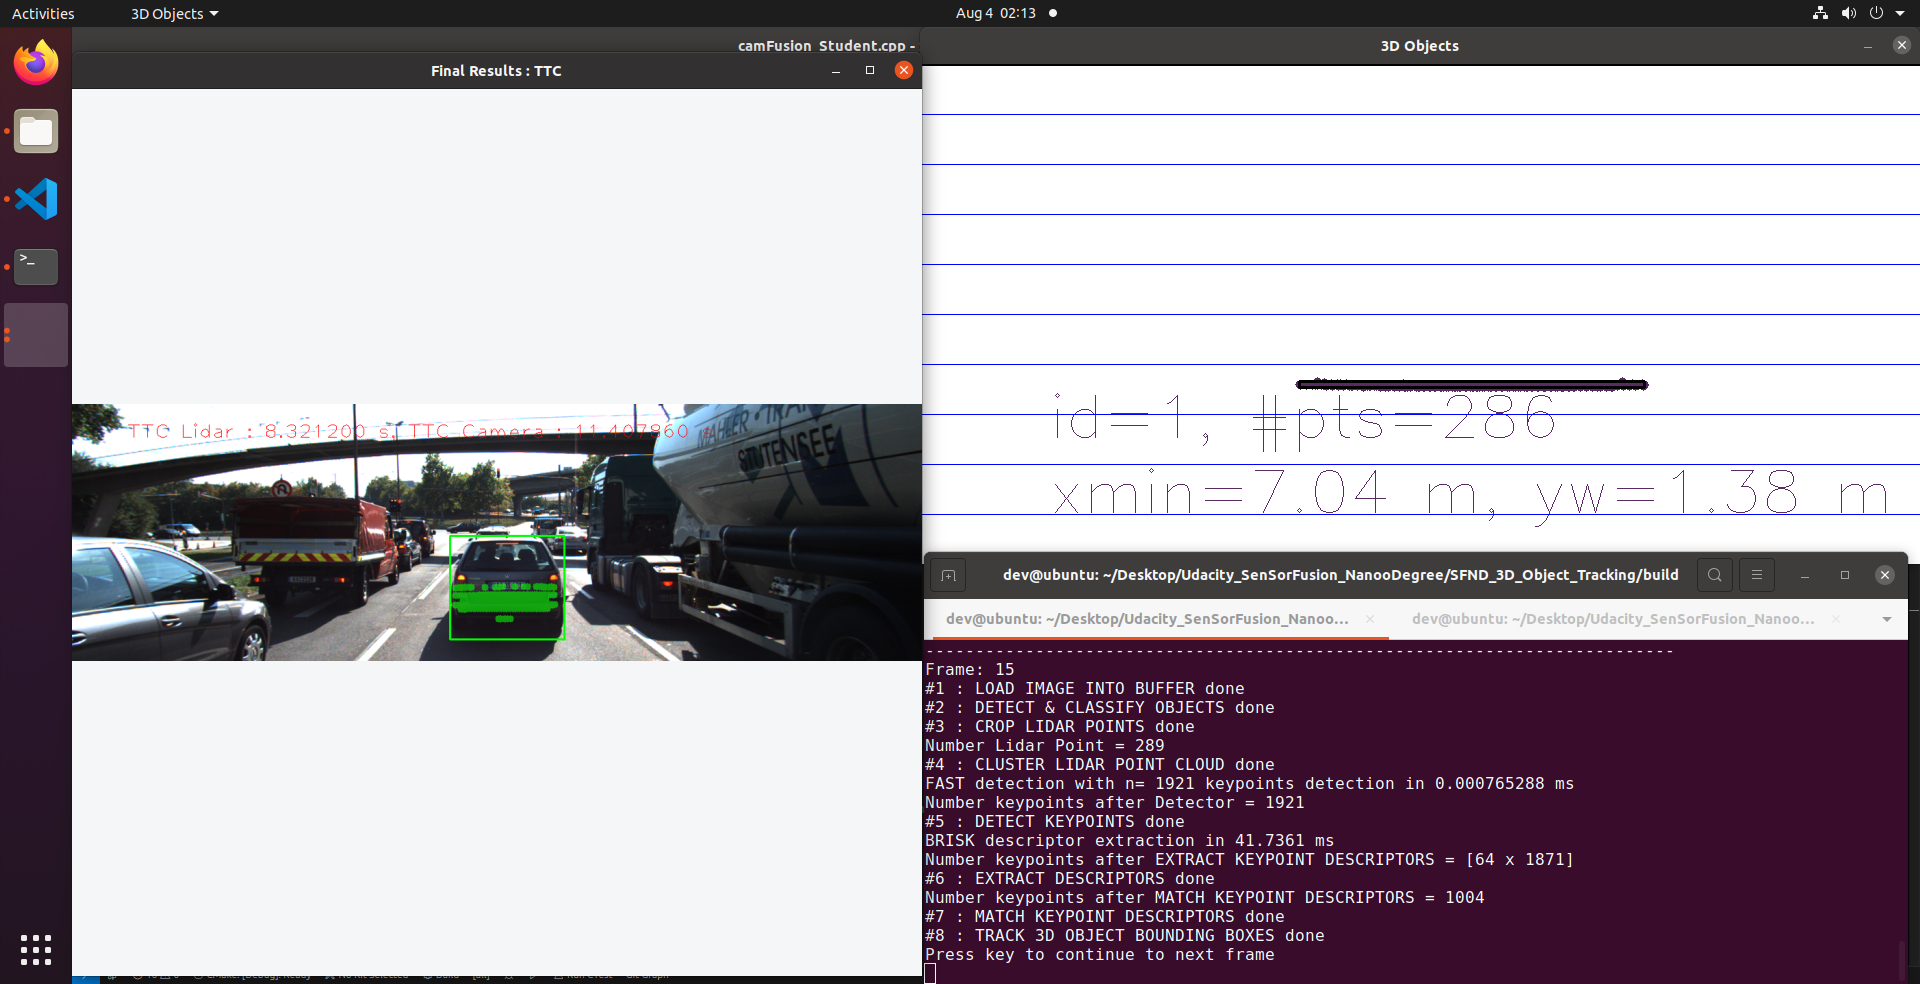 Activities
3D Objects
Aug 4 02:13
camFusion_Student.cpp -
3D Objects
Final Results : TTC
TTC Lidar : 8.321200 s, TTC Camera : 11.407860 s
STUTENSEE
id=1, #pts=286
xmin=7.04 m, yw=1.38 m
dev@ubuntu: ~/Desktop/Udacity_SenSorFusion_NanooDegree/SFND_3D_Object_Tracking/build
dev@ubuntu: ~/Desktop/Udacity_SenSorFusion_Nanoo...
dev@ubuntu: ~/Desktop/Udacity_SenSorFusion_Nanoo...
--------------------------------------------------------------------------
Frame: 15
#1 : LOAD IMAGE INTO BUFFER done
#2 : DETECT & CLASSIFY OBJECTS done
#3 : CROP LIDAR POINTS done
Number Lidar Point = 289
#4 : CLUSTER LIDAR POINT CLOUD done
FAST detection with n= 1921 keypoints detection in 0.000765288 ms
Number keypoints after Detector = 1921
#5 : DETECT KEYPOINTS done
BRISK descriptor extraction in 41.7361 ms
Number keypoints after EXTRACT KEYPOINT DESCRIPTORS = [64 x 1871]
#6 : EXTRACT DESCRIPTORS done
Number keypoints after MATCH KEYPOINT DESCRIPTORS = 1004
#7 : MATCH KEYPOINT DESCRIPTORS done
#8 : TRACK 3D OBJECT BOUNDING BOXES done
Press key to continue to next frame